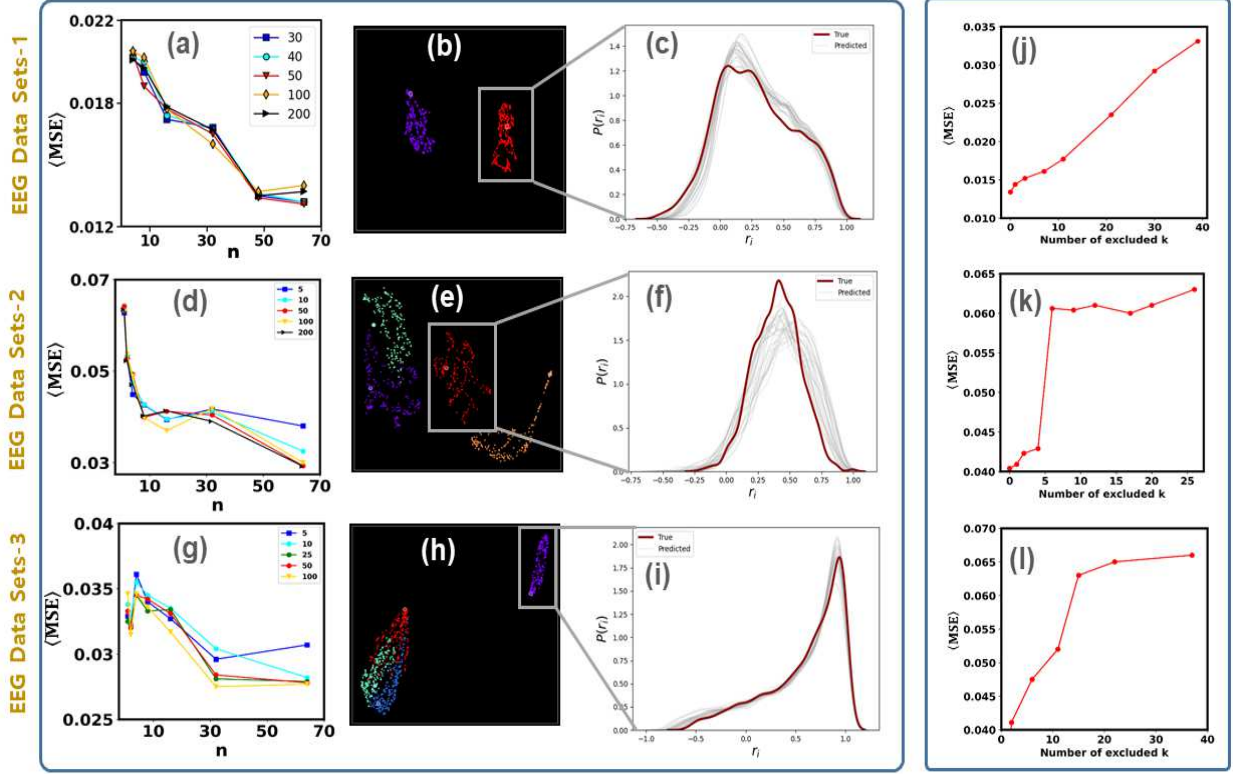 EEG Data Sets-1
0.022
0.018
0.012
⟨MSE⟩
(a)
30
40
50
100
200
10 30 50 64 70
n
(b)
(c)
True
Predicted
1.4
1.2
1.0
0.8
0.6
0.4
0.2
0.0
P(r_i)
-0.75 -0.50 -0.25 0.00 0.25 0.50 0.75 1.00
r_i
(j)
0.035
0.030
0.025
0.020
0.015
0.010
⟨MSE⟩
0 10 20 30 40
Number of excluded k
EEG Data Sets-2
0.07
0.05
0.03
⟨MSE⟩
(d)
5
10
50
100
200
10 30 50 70
n
(e)
(f)
True
Predicted
2.0
1.5
1.0
0.5
0.0
P(r_i)
-0.75 -0.50 -0.25 0.00 0.25 0.50 0.75 1.00
r_i
(k)
0.065
0.060
0.055
0.050
0.045
0.040
⟨MSE⟩
0 5 10 15 20 25
Number of excluded k
EEG Data Sets-3
0.04
0.035
0.03
0.025
⟨MSE⟩
(g)
5
10
25
50
100
10 30 50 70
n
(h)
(i)
True
Predicted
2.00
1.75
1.50
1.25
1.00
0.75
0.50
0.25
0.00
P(r_i)
-1.0 -0.5 0.0 0.5 1.0
r_i
(l)
0.070
0.065
0.060
0.055
0.050
0.045
0.040
⟨MSE⟩
0 10 20 30 40
Number of excluded k